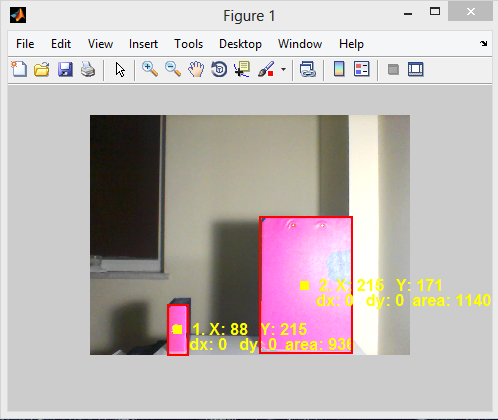 Figure 1
File Edit View Insert Tools Desktop Window Help
2. X: 215 Y: 171
dx: 0 dy: 0 area: 1140
1. X: 88 Y: 215
dx: 0 dy: 0 area: 936